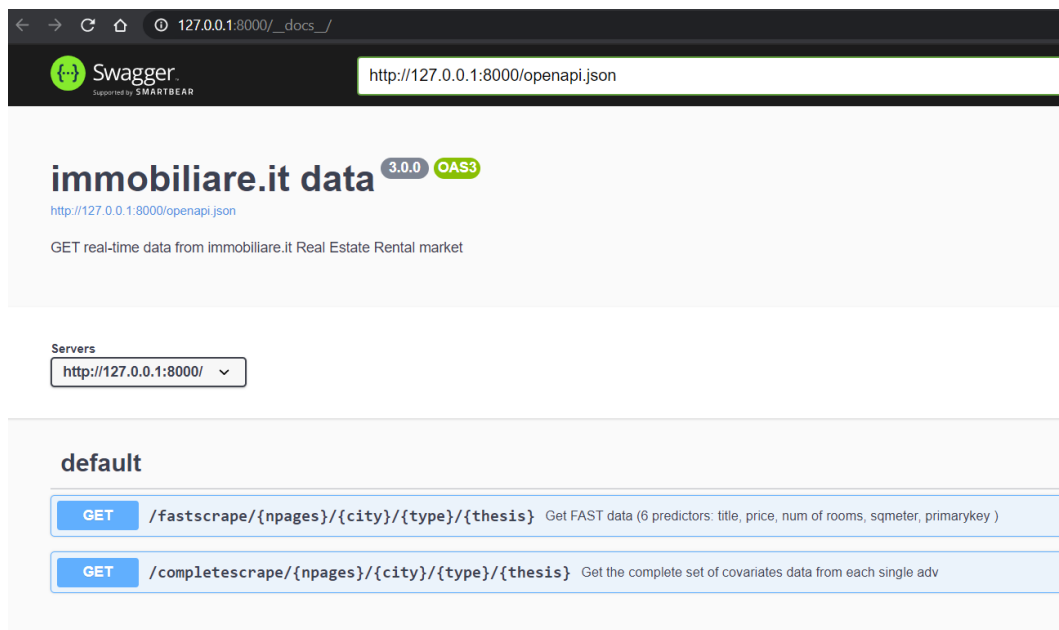 127.0.0.1:8000/__docs__/
Swagger.
Supported by SMARTBEAR
http://127.0.0.1:8000/openapi.json
immobiliare.it data 3.0.0 OAS3
http://127.0.0.1:8000/openapi.json
GET real-time data from immobiliare.it Real Estate Rental market
Servers
http://127.0.0.1:8000/
default
GET /fastscrape/{npages}/{city}/{type}/{thesis} Get FAST data (6 predictors: title, price, num of rooms, sqmeter, primarykey )
GET /completescrape/{npages}/{city}/{type}/{thesis} Get the complete set of covariates data from each single adv